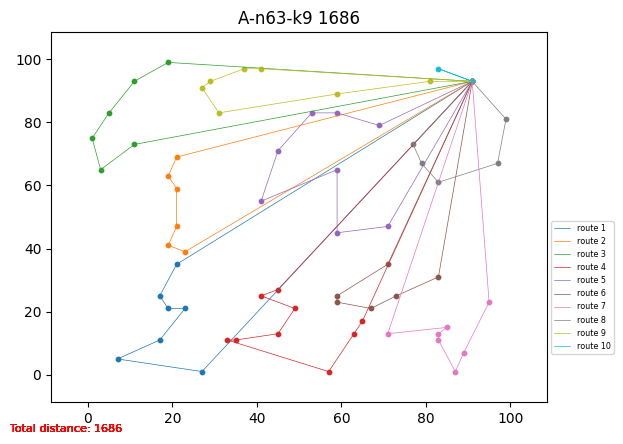 A-n63-k9 1686
100
80
60
40
20
0
0 20 40 60 80 100
route 1
route 2
route 3
route 4
route 5
route 6
route 7
route 8
route 9
route 10
Total distance: 1686